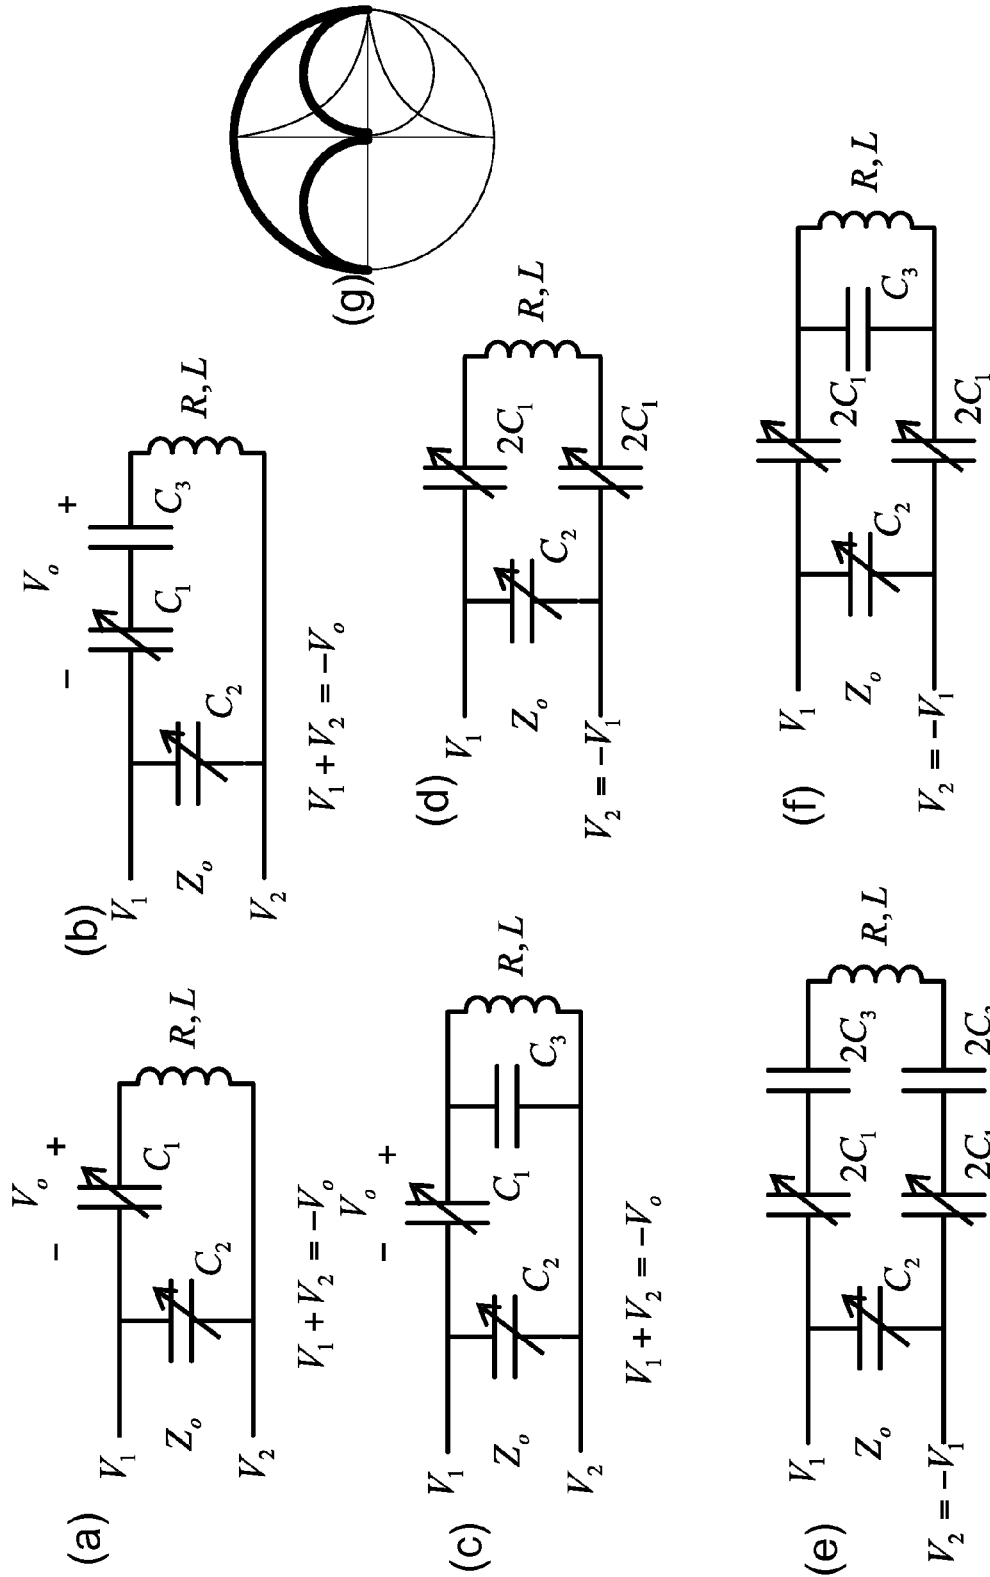 (a)
V₁
Zₒ
V₂
− Vₒ +
C₁
C₂
R, L
V₁ + V₂ = −Vₒ
(b)
V₁
Zₒ
V₂
− Vₒ +
C₁
C₃
C₂
R, L
V₁ + V₂ = −Vₒ
(c)
V₁
Zₒ
V₂
− Vₒ +
C₁
C₂
C₃
R, L
V₁ + V₂ = −Vₒ
(d)
V₁
Zₒ
V₂ = −V₁
C₂
2C₁
2C₁
R, L
(g)
(e)
V₁
Zₒ
V₂ = −V₁
C₂
2C₁
2C₃
2C₁
R, L
(f)
V₁
Zₒ
V₂ = −V₁
C₂
2C₁
2C₁
C₃
R, L